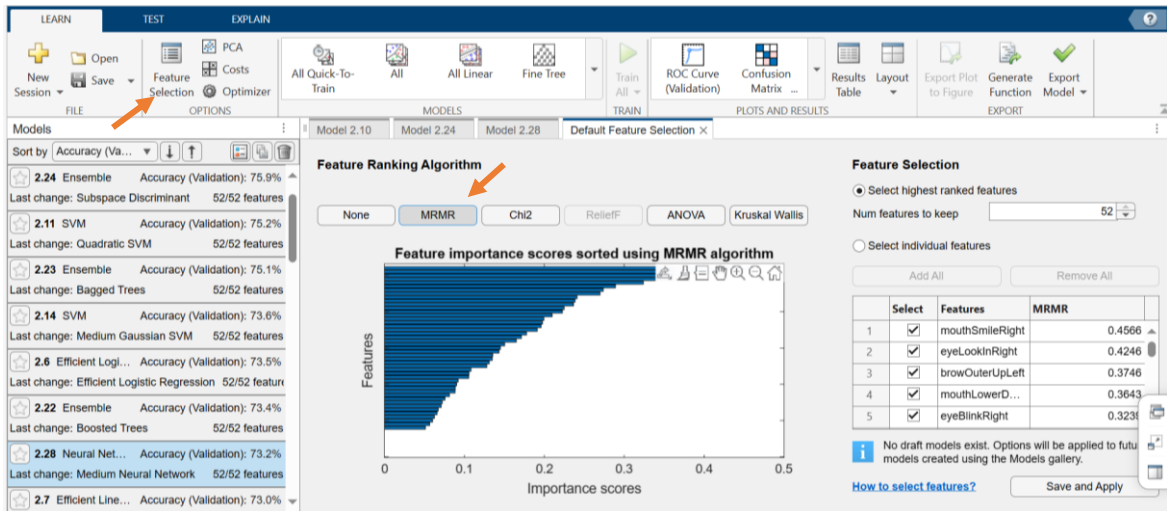 LEARN
TEST
EXPLAIN
?
New
Session
Open
Save
FILE
Feature
Selection
PCA
Costs
Optimizer
OPTIONS
All Quick-To-
Train
All
All Linear
Fine Tree
MODELS
Train
All
TRAIN
ROC Curve
(Validation)
Confusion
Matrix ...
PLOTS AND RESULTS
Results
Table
Layout
Export Plot
to Figure
Generate
Function
Export
Model
EXPORT
Models
Sort by Accuracy (Va...
2.24 Ensemble Accuracy (Validation): 75.9%
Last change: Subspace Discriminant 52/52 features
2.11 SVM Accuracy (Validation): 75.2%
Last change: Quadratic SVM 52/52 features
2.23 Ensemble Accuracy (Validation): 75.1%
Last change: Bagged Trees 52/52 features
2.14 SVM Accuracy (Validation): 73.6%
Last change: Medium Gaussian SVM 52/52 features
2.6 Efficient Logi... Accuracy (Validation): 73.5%
Last change: Efficient Logistic Regression 52/52 feature
2.22 Ensemble Accuracy (Validation): 73.4%
Last change: Boosted Trees 52/52 features
2.28 Neural Net... Accuracy (Validation): 73.2%
Last change: Medium Neural Network 52/52 features
2.7 Efficient Line... Accuracy (Validation): 73.0%
Model 2.10
Model 2.24
Model 2.28
Default Feature Selection
Feature Ranking Algorithm
None
MRMR
Chi2
ReliefF
ANOVA
Kruskal Wallis
Feature importance scores sorted using MRMR algorithm
Features
0 0.1 0.2 0.3 0.4 0.5
Importance scores
Feature Selection
Select highest ranked features
Num features to keep 52
Select individual features
Add All
Remove All
Select Features MRMR
1 mouthSmileRight 0.4566
2 eyeLookInRight 0.4246
3 browOuterUpLeft 0.3746
4 mouthLowerD... 0.3643
5 eyeBlinkRight 0.3239
i
No draft models exist. Options will be applied to futu
models created using the Models gallery.
How to select features?
Save and Apply